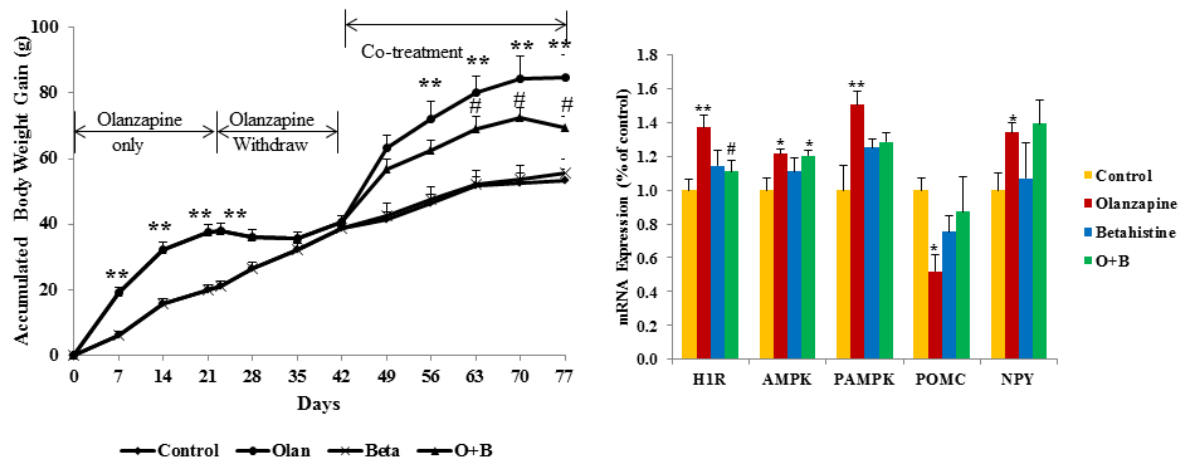 Accumulated Body Weight Gain (g)
100
80
60
40
20
0
Co-treatment
Olanzapine
only
Olanzapine
Withdraw
** ** ** ** ** ** ** ** **
# # #
0 7 14 21 28 35 42 49 56 63 70 77
Days
Control Olan Beta O+B
mRNA Expression (% of control)
1.8
1.6
1.4
1.2
1.0
0.8
0.6
0.4
0.2
0.0
** # * * ** * *
H1R AMPK PAMPK POMC NPY
Control
Olanzapine
Betahistine
O+B